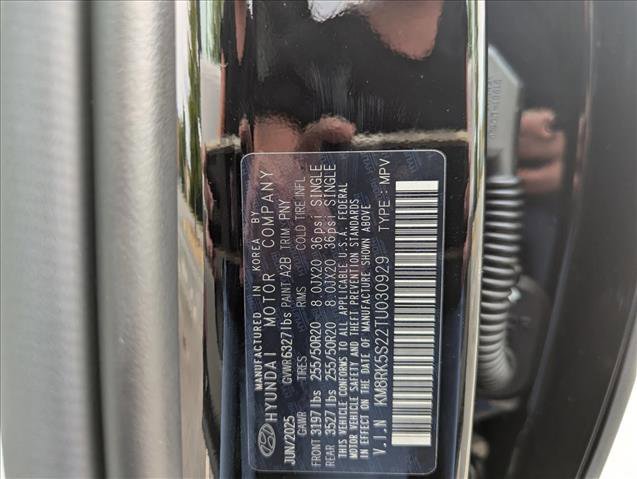 MANUFACTURED IN KOREA BY
HYUNDAI MOTOR COMPANY
JUN/2025 GVWR 6327 lbs PAINT A2B TRIM PNY
GAWR TIRES RIMS COLD TIRE INFL.
FRONT 3197 lbs 255/50R20 8.0JX20 36psi SINGLE
REAR 3527 lbs 255/50R20 8.0JX20 36psi SINGLE
THIS VEHICLE CONFORMS TO ALL APPLICABLE U.S.A. FEDERAL
MOTOR VEHICLE SAFETY AND THEFT PREVENTION STANDARDS
IN EFFECT ON THE DATE OF MANUFACTURE SHOWN ABOVE
V.I.N KM8RK5S22TU030929 TYPE : MPV